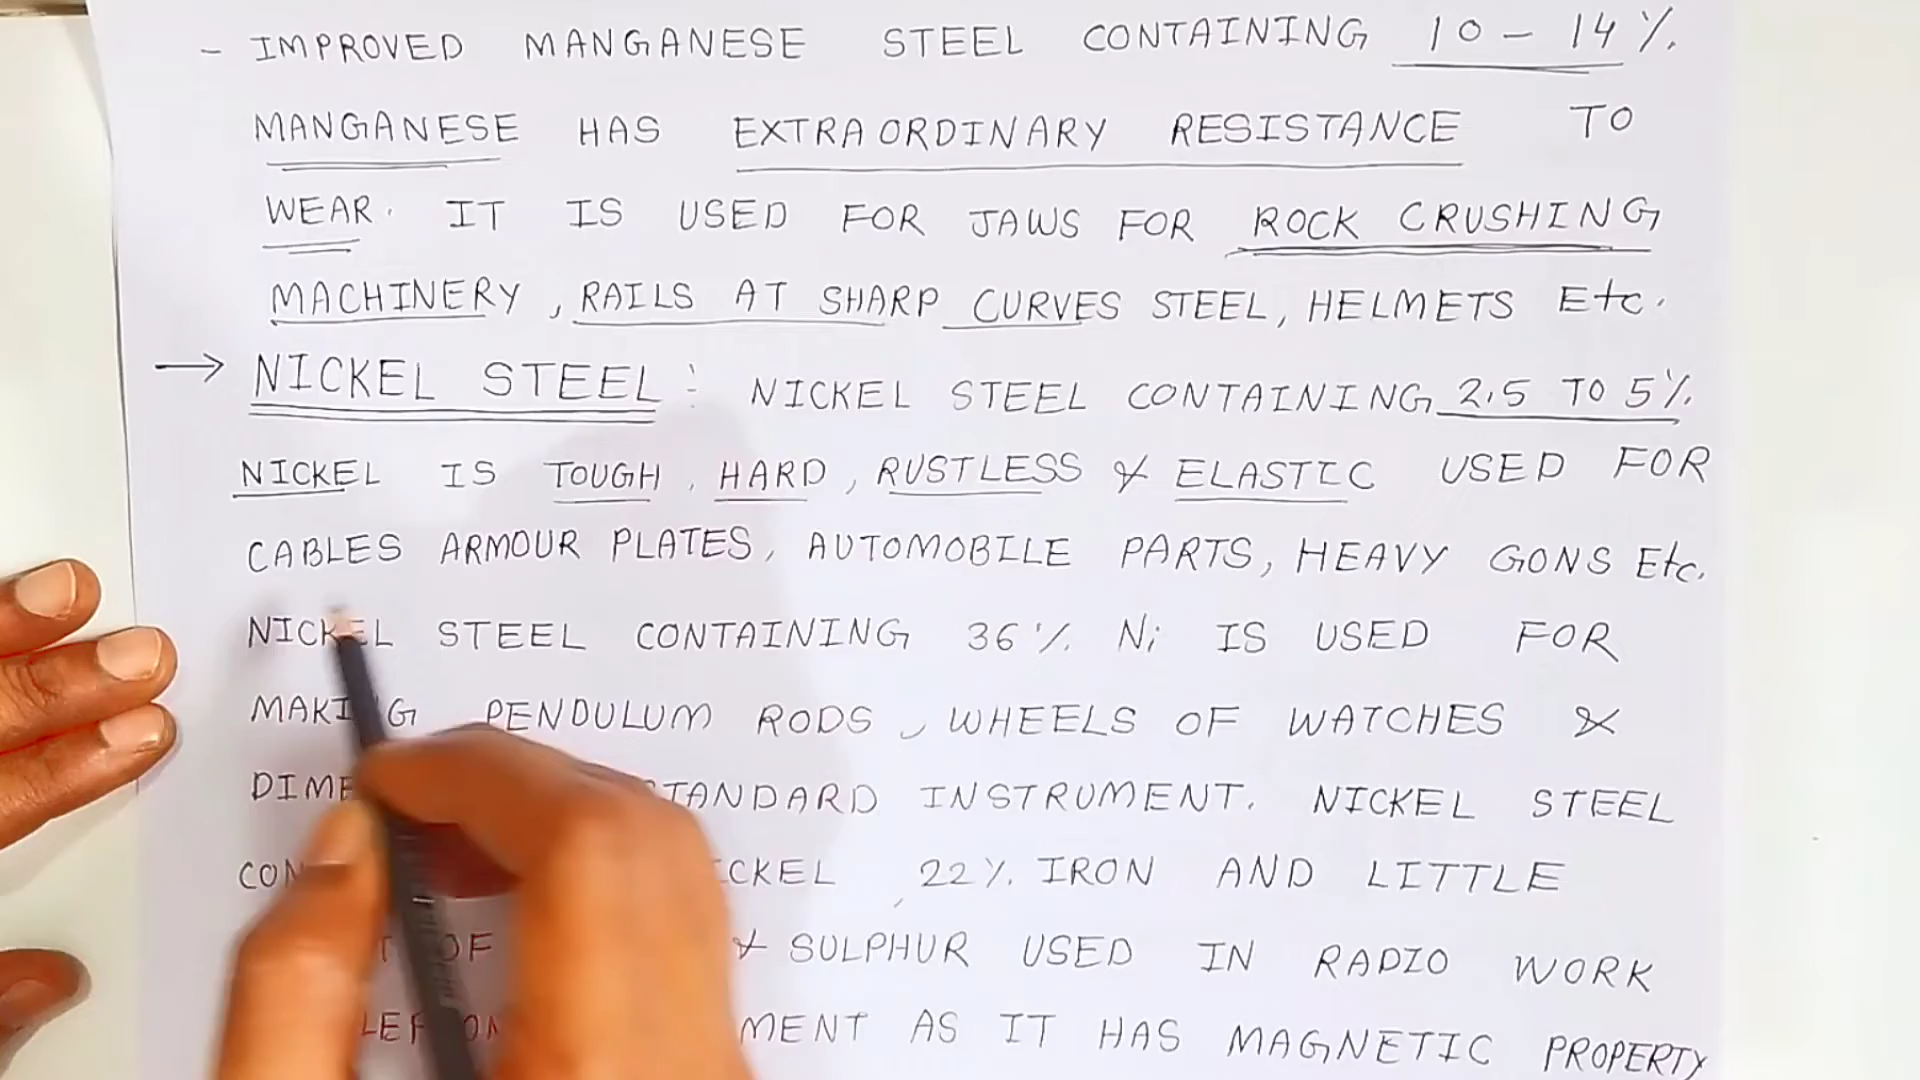 - IMPROVED MANGANESE STEEL CONTAINING 10 - 14 %.
MANGANESE HAS EXTRA ORDINARY RESISTANCE TO
WEAR. IT IS USED FOR JAWS FOR ROCK CRUSHING
MACHINERY, RAILS AT SHARP CURVES STEEL, HELMETS Etc.
→ NICKEL STEEL: NICKEL STEEL CONTAINING 2.5 TO 5%.
NICKEL IS TOUGH, HARD, RUSTLESS & ELASTIC USED FOR
CABLES ARMOUR PLATES, AUTOMOBILE PARTS, HEAVY GONS Etc.
NICKEL STEEL CONTAINING 36 %. Ni IS USED FOR
MAKING PENDULUM RODS, WHEELS OF WATCHES &
STANDARD INSTRUMENT. NICKEL STEEL
22%. IRON AND LITTLE
OF & SULPHUR USED IN RADIO WORK
AS IT HAS MAGNETIC PROPERTY